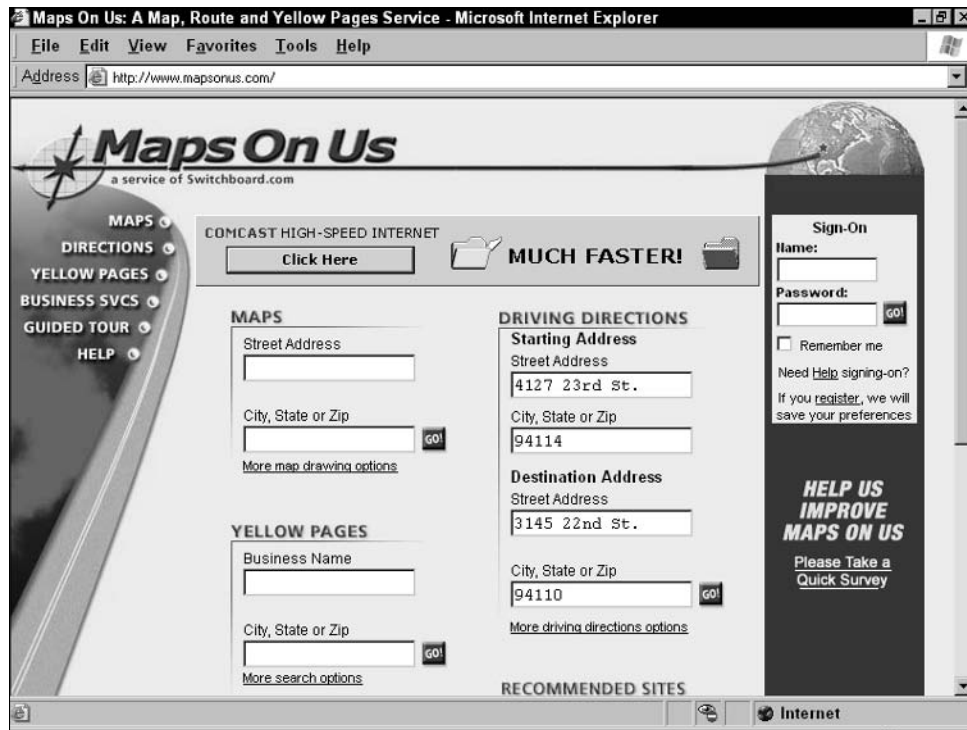 Maps On Us: A Map, Route and Yellow Pages Service - Microsoft Internet Explorer
File Edit View Favorites Tools Help
Address http://www.mapsonus.com/
Maps On Us
a service of Switchboard.com
MAPS
DIRECTIONS
YELLOW PAGES
BUSINESS SVCS
GUIDED TOUR
HELP
COMCAST HIGH-SPEED INTERNET
Click Here
MUCH FASTER!
MAPS
Street Address
City, State or Zip
GO!
More map drawing options
YELLOW PAGES
Business Name
City, State or Zip
GO!
More search options
DRIVING DIRECTIONS
Starting Address
Street Address
4127 23rd St.
City, State or Zip
94114
Destination Address
Street Address
3145 22nd St.
City, State or Zip
94110 GO!
More driving directions options
RECOMMENDED SITES
Sign-On
Name:
Password:
GO!
Remember me
Need Help signing-on?
If you register, we will
save your preferences
HELP US
IMPROVE
MAPS ON US
Please Take a
Quick Survey
Internet